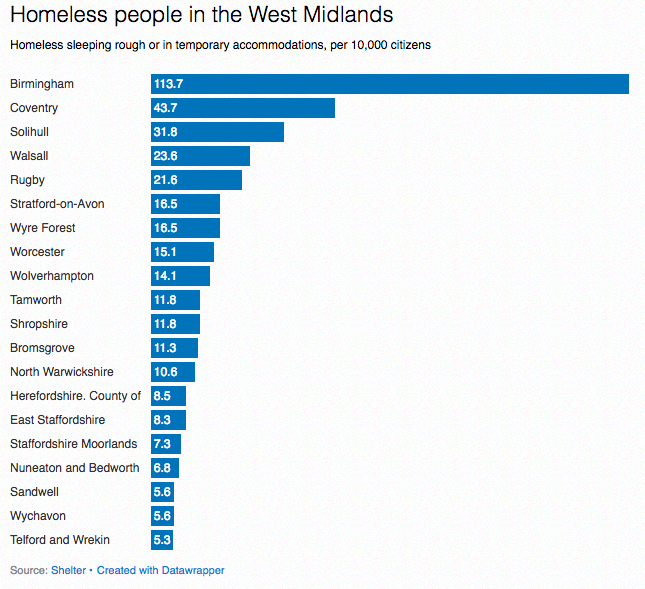 Homeless people in the West Midlands
Homeless sleeping rough or in temporary accommodations, per 10,000 citizens
Birmingham 113.7
Coventry 43.7
Solihull 31.8
Walsall 23.6
Rugby 21.6
Stratford-on-Avon 16.5
Wyre Forest 16.5
Worcester 15.1
Wolverhampton 14.1
Tamworth 11.8
Shropshire 11.8
Bromsgrove 11.3
North Warwickshire 10.6
Herefordshire. County of 8.5
East Staffordshire 8.3
Staffordshire Moorlands 7.3
Nuneaton and Bedworth 6.8
Sandwell 5.6
Wychavon 5.6
Telford and Wrekin 5.3
Source: Shelter • Created with Datawrapper